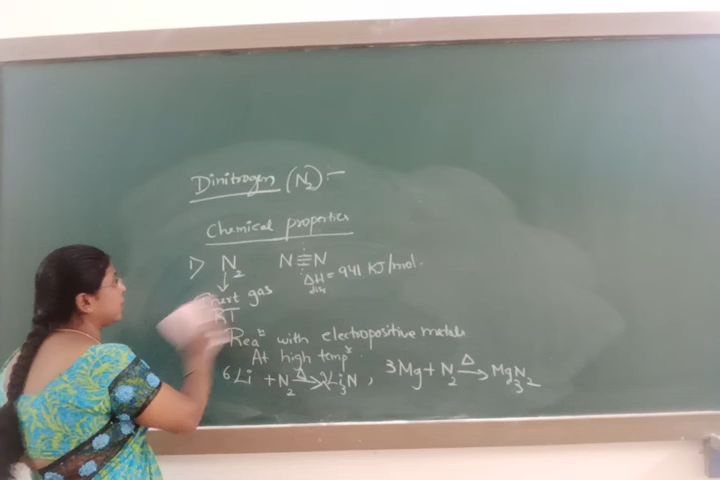 Dinitrogen (N₂):–
Chemical properties
1) N₂ N≡N
ΔH diss = 941 KJ/mol.
↓
Inert gas
RT
Reaⁿ with electropositive metals
At high tempʳ.
6Li + N₂ →Δ 2Li₃N, 3Mg + N₂ →Δ Mg₃N₂